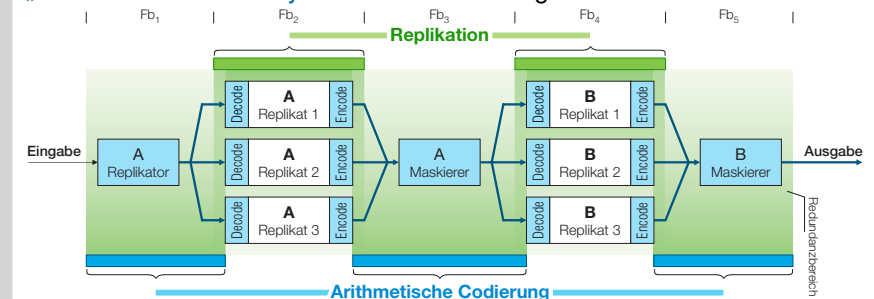 Fb1
Fb2
Fb3
Fb4
Fb5
Replikation
Eingabe
A
Replikator
Decode
A
Replikat 1
Encode
Decode
A
Replikat 2
Encode
Decode
A
Replikat 3
Encode
A
Maskierer
Decode
B
Replikat 1
Encode
Decode
B
Replikat 2
Encode
Decode
B
Replikat 3
Encode
B
Maskierer
Ausgabe
Redundanzbereich
Arithmetische Codierung